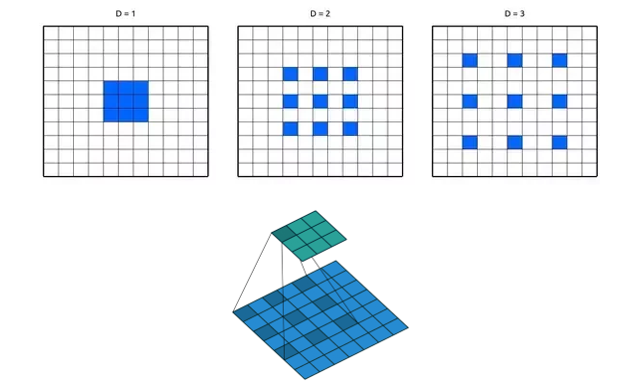 D = 1
D = 2
D = 3